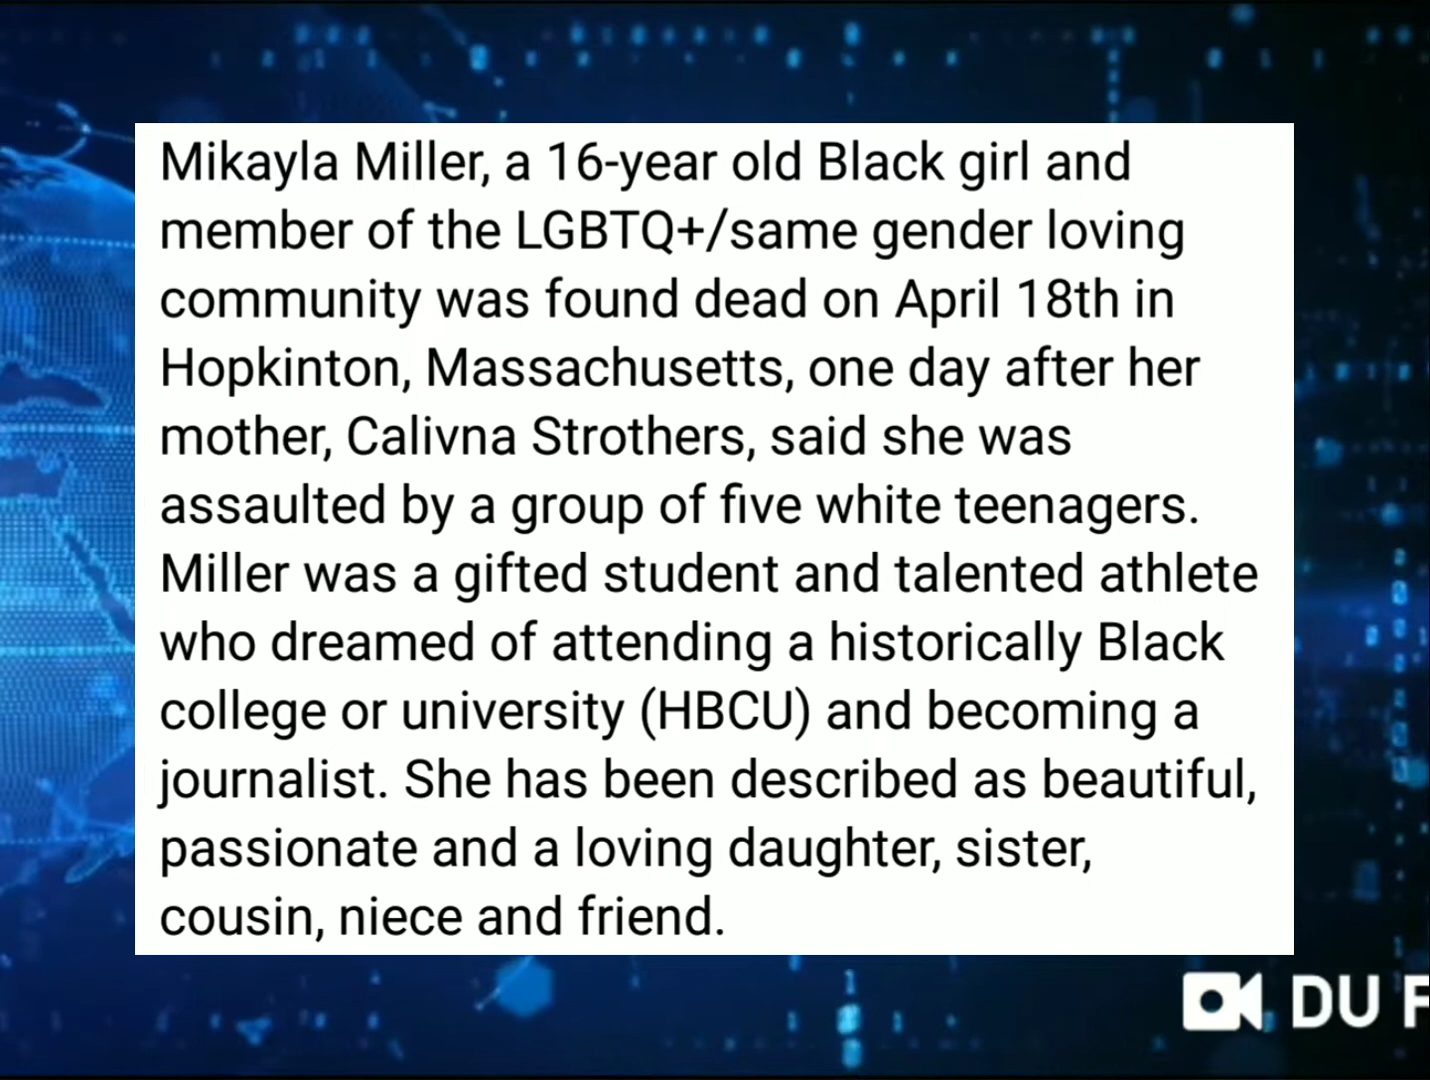 Mikayla Miller, a 16-year old Black girl and
member of the LGBTQ+/same gender loving
community was found dead on April 18th in
Hopkinton, Massachusetts, one day after her
mother, Calivna Strothers, said she was
assaulted by a group of five white teenagers.
Miller was a gifted student and talented athlete
who dreamed of attending a historically Black
college or university (HBCU) and becoming a
journalist. She has been described as beautiful,
passionate and a loving daughter, sister,
cousin, niece and friend.
DU F